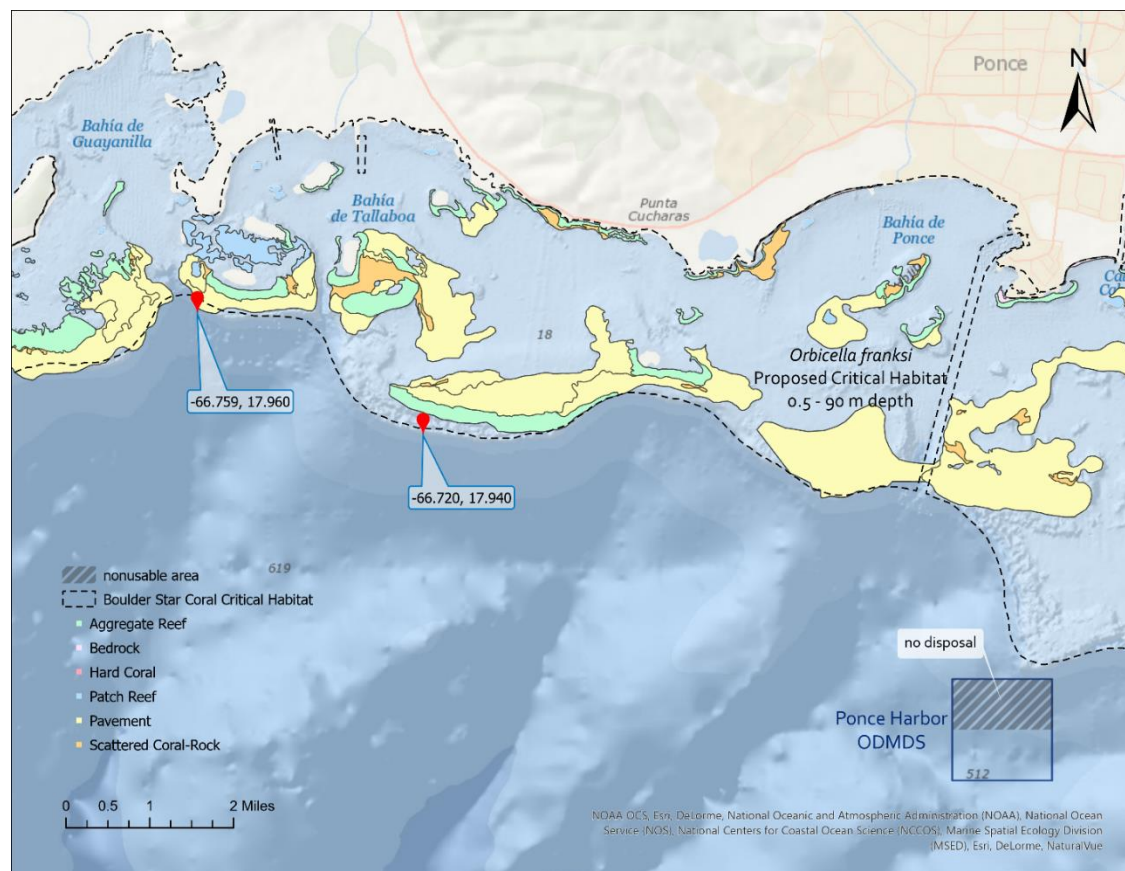 Ponce
N
Bahía de
Guayanilla
Bahía
de Tallaboa
Punta
Cucharas
Bahía de
Ponce
Ca
Cab
18
Orbicella franksi
Proposed Critical Habitat
0.5 - 90 m depth
-66.759, 17.960
-66.720, 17.940
619
nonusable area
Boulder Star Coral Critical Habitat
Aggregate Reef
Bedrock
Hard Coral
Patch Reef
Pavement
Scattered Coral-Rock
no disposal
Ponce Harbor
ODMDS
512
0 0.5 1 2 Miles
NOAA OCS, Esri, DeLorme, National Oceanic and Atmospheric Administration (NOAA), National Ocean
Service (NOS), National Centers for Coastal Ocean Science (NCCOS), Marine Spatial Ecology Division
(MSED), Esri, DeLorme, NaturalVue